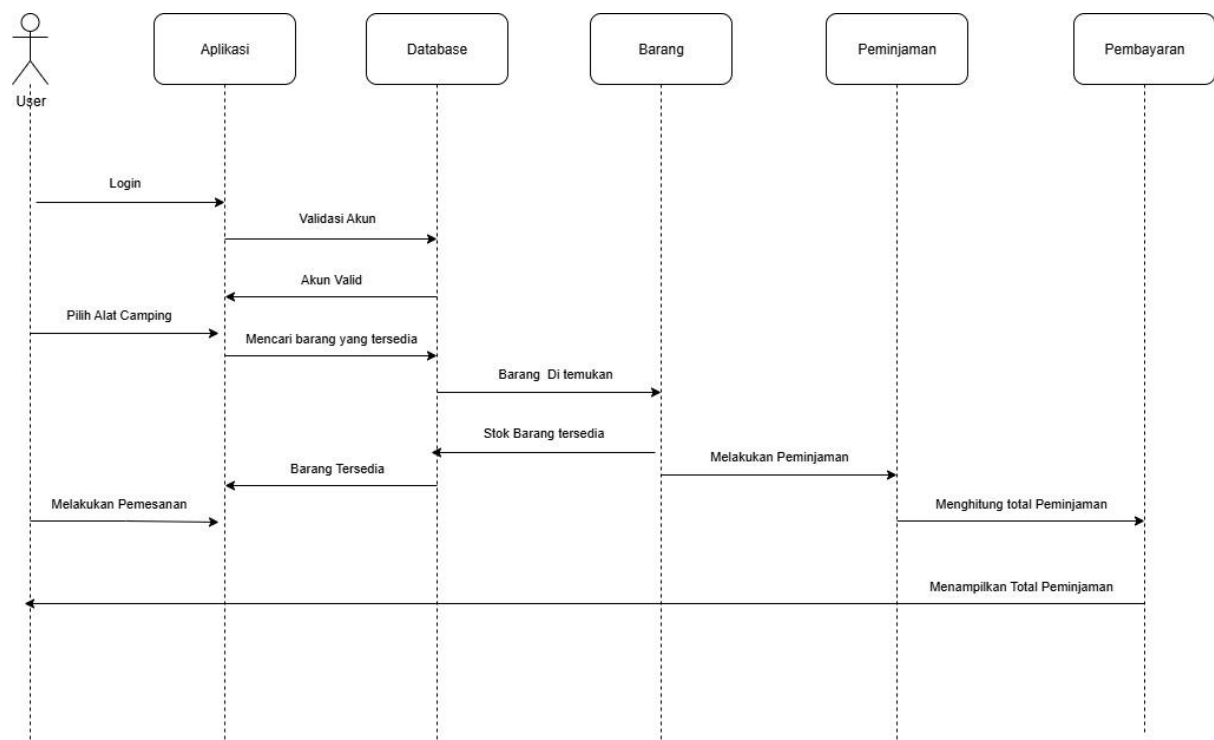 Aplikasi
Database
Barang
Peminjaman
Pembayaran
User
Login
Validasi Akun
Akun Valid
Pilih Alat Camping
Mencari barang yang tersedia
Barang Di temukan
Stok Barang tersedia
Melakukan Peminjaman
Barang Tersedia
Melakukan Pemesanan
Menghitung total Peminjaman
Menampilkan Total Peminjaman